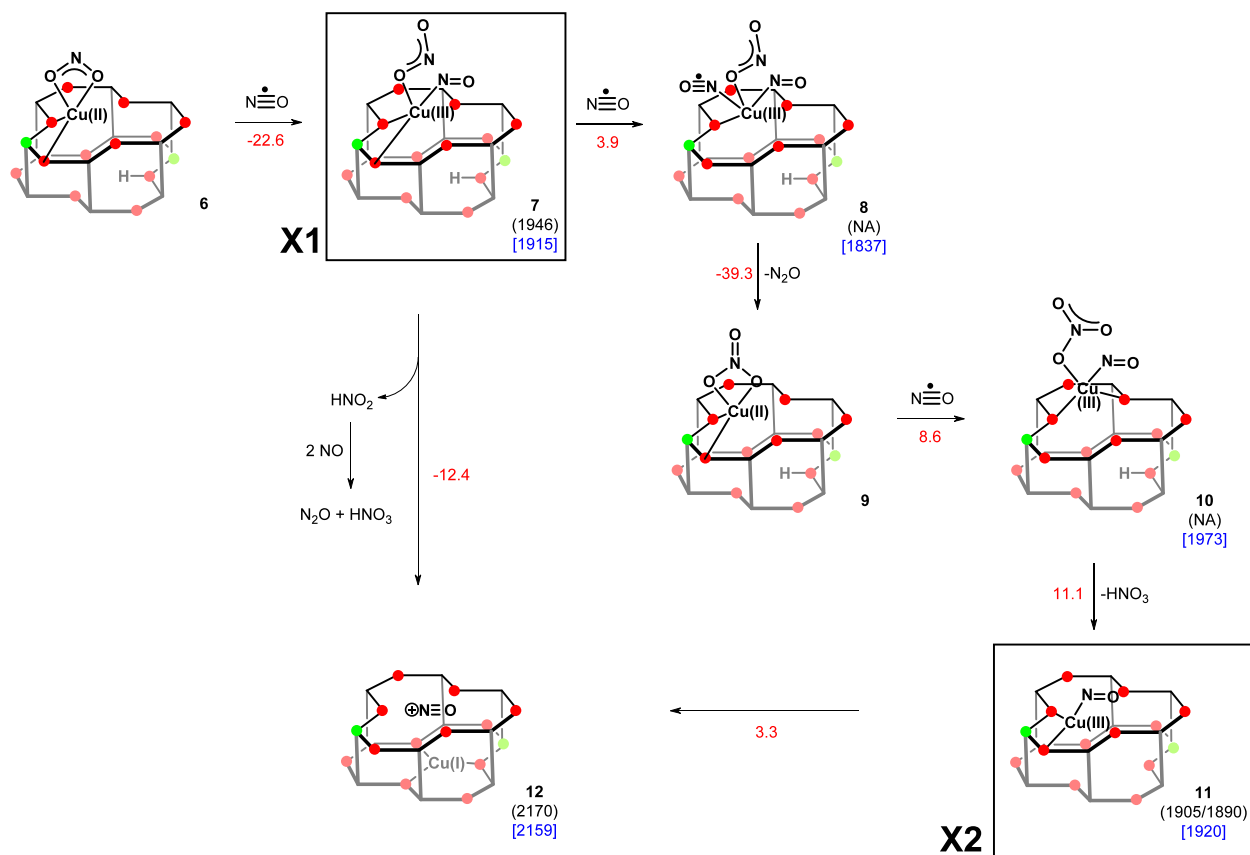 O
N
O N
O N=O
N O
O O
Cu(II)
N≡O
-22.6
Cu(III)
H
6
X1
7
(1946)
[1915]
N≡O
3.9
O
N
O≡N O N=O
Cu(III)
H
8
(NA)
[1837]
-39.3 -N2O
O
N
O O
Cu(II)
H
9
N≡O
8.6
O
N O
O N=O
Cu
(III)
H
10
(NA)
[1973]
HNO2
2 NO
N2O + HNO3
-12.4
11.1 -HNO3
⊕N≡O
Cu(I)
12
(2170)
[2159]
3.3
N=O
Cu(III)
X2
11
(1905/1890)
[1920]